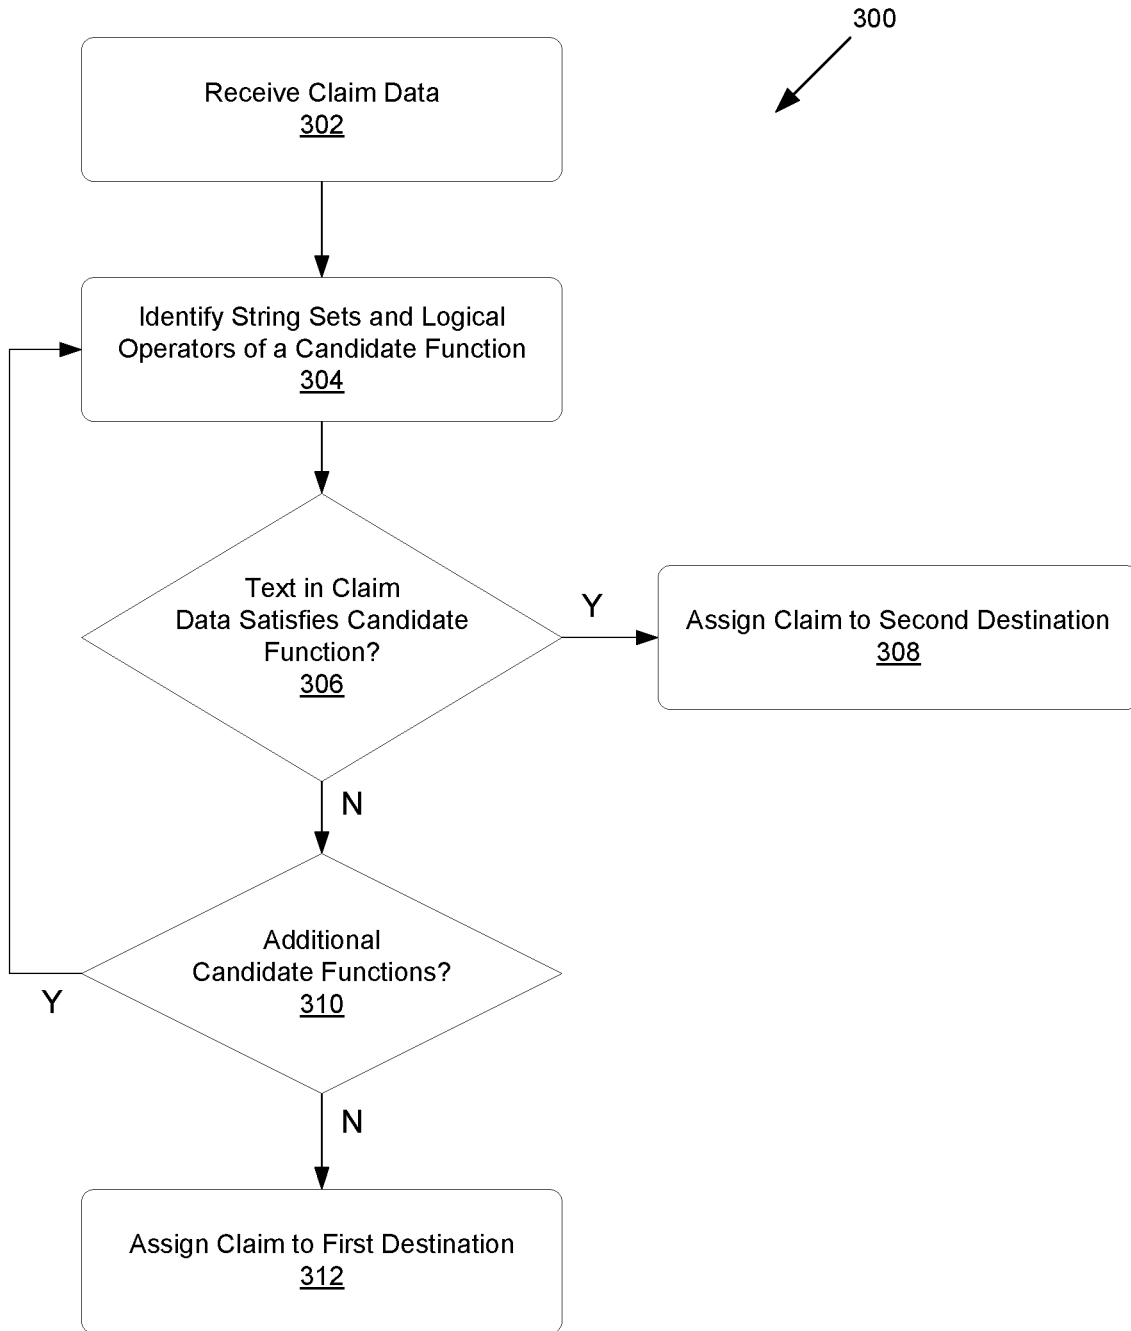 300
Receive Claim Data
302
Identify String Sets and Logical
Operators of a Candidate Function
304
Text in Claim
Data Satisfies Candidate
Function?
306
Y
Assign Claim to Second Destination
308
N
Additional
Candidate Functions?
310
Y
N
Assign Claim to First Destination
312